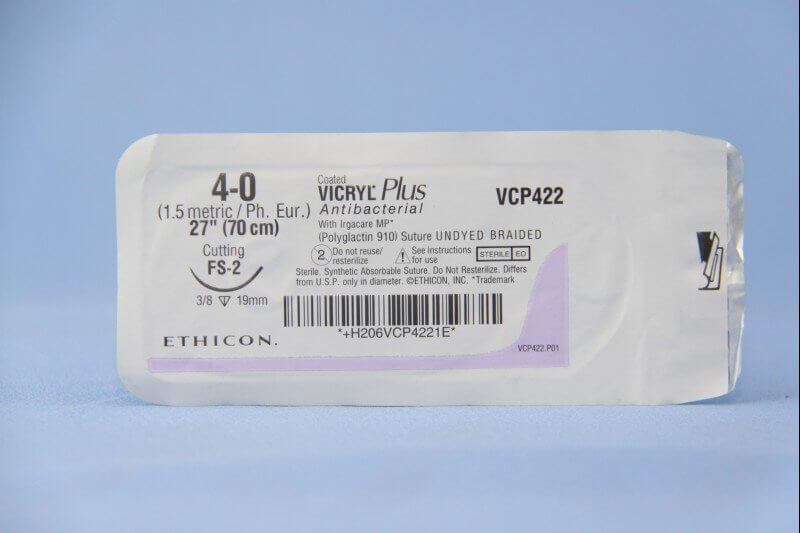 4-0
(1.5 metric / Ph. Eur.)
27" (70 cm)
Cutting
FS-2
3/8 19mm
ETHICON.
Coated
VICRYL* Plus
Antibacterial
With Irgacare MP*
(Polyglactin 910) Suture UNDYED BRAIDED
2 Do not reuse/
resterilize
! See instructions
for use
STERILE EO
Sterile, Synthetic Absorbable Suture. Do Not Resterilize. Differs
from U.S.P. only in diameter. ©ETHICON, INC. *Trademark
*+H206VCP4221E*
VCP422
VCP422.P01